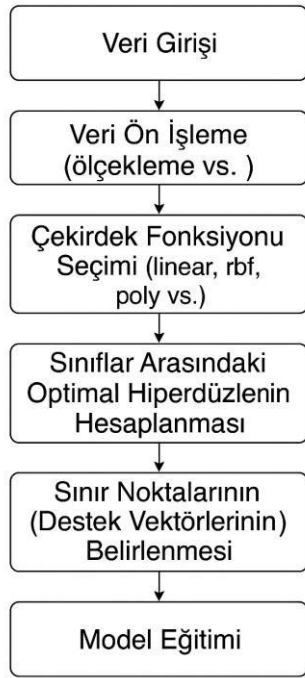 Veri Girişi
Veri Ön İşleme
(ölçekleme vs. )
Çekirdek Fonksiyonu
Seçimi (linear, rbf,
poly vs.)
Sınıflar Arasındaki
Optimal Hiperdüzlenin
Hesaplanması
Sınır Noktalarının
(Destek Vektörlerinin)
Belirlenmesi
Model Eğitimi